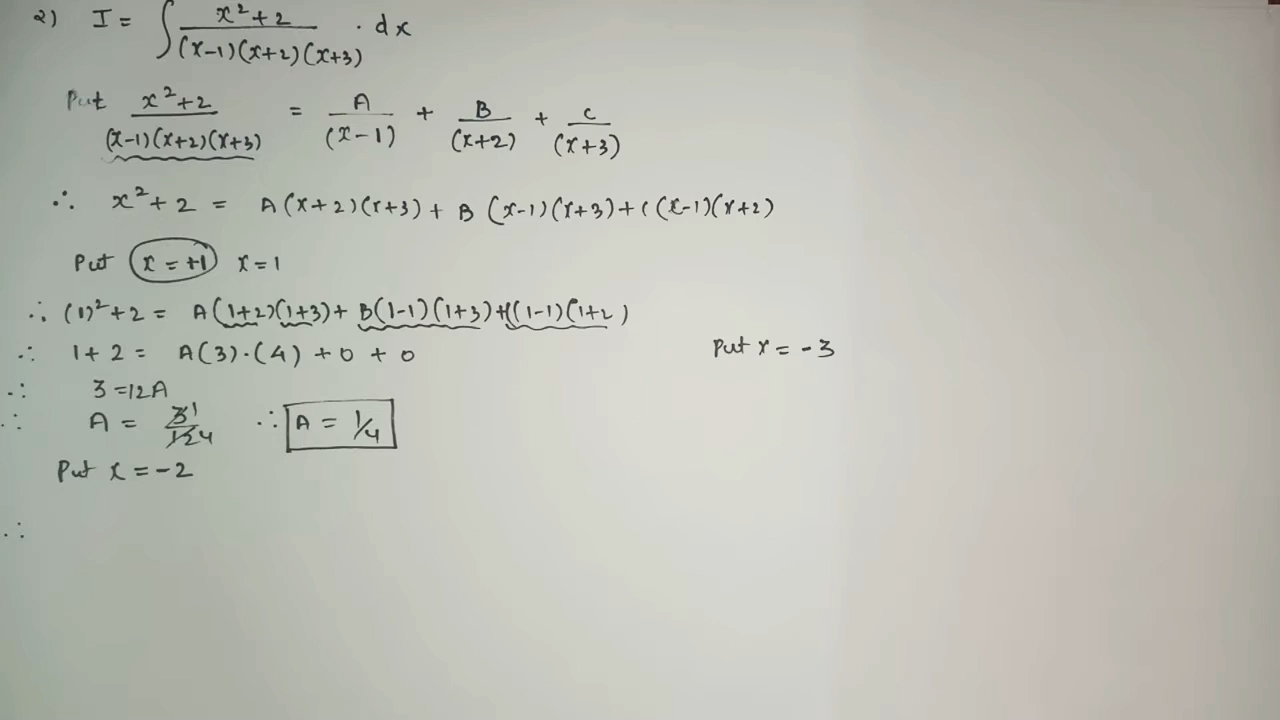 2) I = ∫ x²+2 / (x-1)(x+2)(x+3) . dx
Put x²+2 / (x-1)(x+2)(x+3) = A / (x-1) + B / (x+2) + C / (x+3)
∴ x²+2 = A(x+2)(x+3) + B (x-1)(x+3) + C(x-1)(x+2)
Put x = +1 x = 1
∴ (1)²+2 = A(1+2)(1+3) + B(1-1)(1+3) + C(1-1)(1+2)
∴ 1+2 = A(3).(4) + 0 + 0
Put x = -3
∴ 3 = 12A
∴ A = 3 1 / 12 4 ∴ A = 1/4
Put x = -2
∴